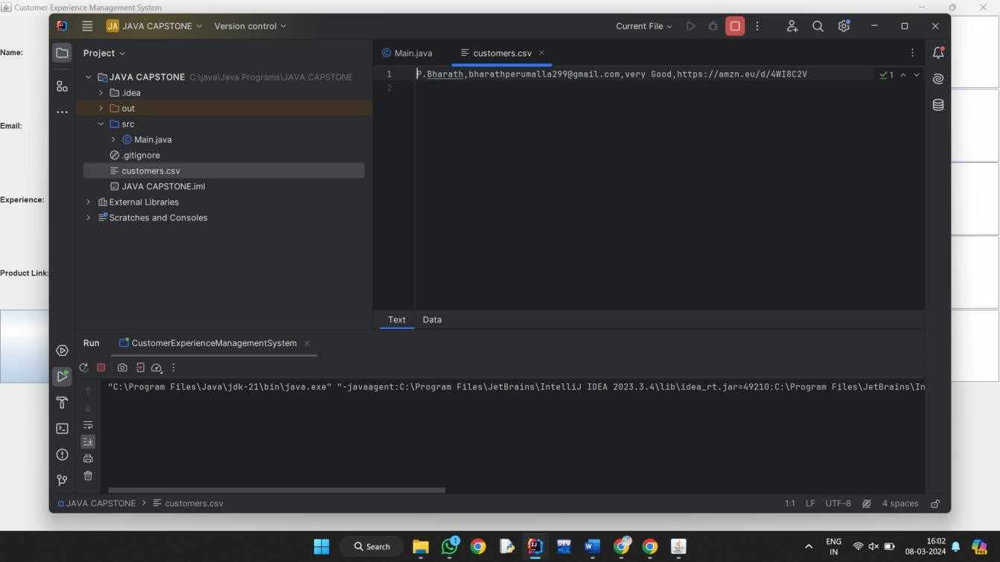 Customer Experience Management System
JA JAVA CAPSTONE Version control Current File
Name:
Email:
Experience:
Product Link:
Project
JAVA CAPSTONE C:\java\Java Programs\JAVA CAPSTONE
.idea
out
src
Main.java
.gitignore
customers.csv
JAVA CAPSTONE.iml
External Libraries
Scratches and Consoles
Main.java customers.csv
1 P.Bharath,bharathperumalla299@gmail.com,very Good,https://amzn.eu/d/4WI8C2V 1
2
Text Data
Run CustomerExperienceManagementSystem
"C:\Program Files\Java\jdk-21\bin\java.exe" "-javaagent:C:\Program Files\JetBrains\IntelliJ IDEA 2023.3.4\lib\idea_rt.jar=49210:C:\Program Files\JetBrains\In
JAVA CAPSTONE > customers.csv 1:1 LF UTF-8 4 spaces
Search 1 DEV ENG IN 16:02 08-03-2024 PRE